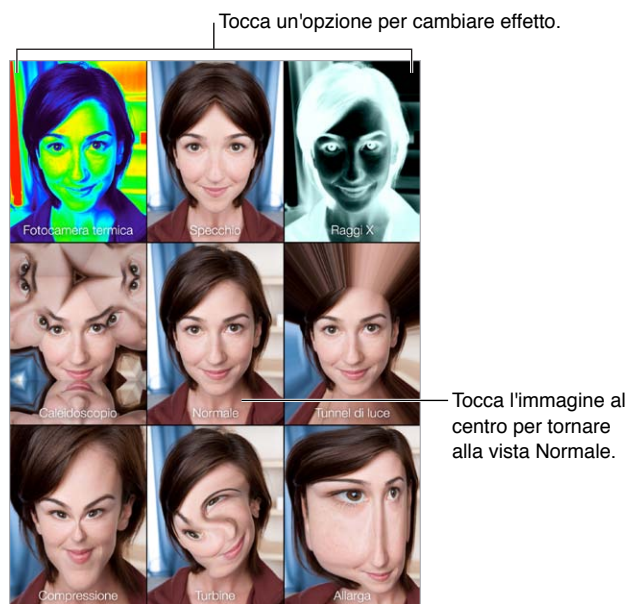 Tocca un'opzione per cambiare effetto.
Fotocamera termica
Specchio
Raggi X
Caleidoscopio
Normale
Tunnel di luce
Tocca l'immagine al
centro per tornare
alla vista Normale.
Compressione
Turbine
Allarga